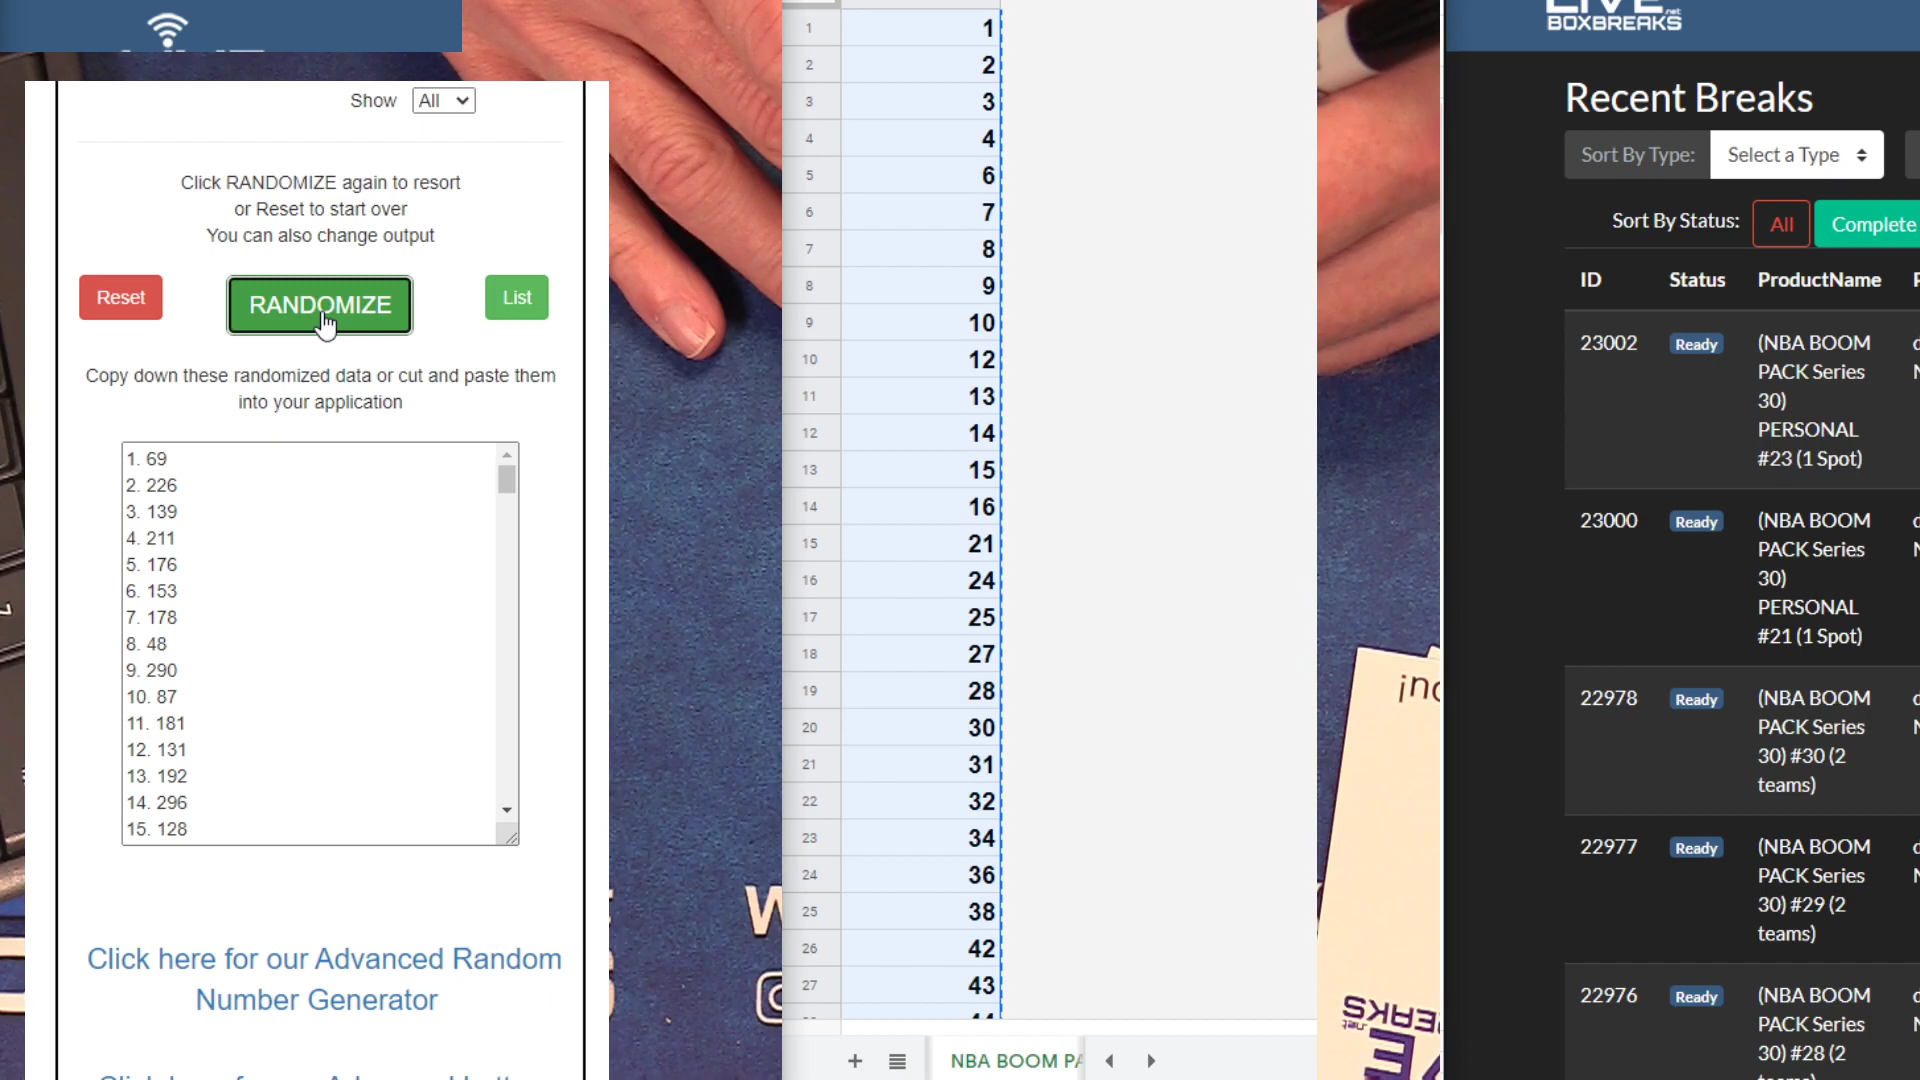 Show All
Click RANDOMIZE again to resort
or Reset to start over
You can also change output
Reset
RANDOMIZE
List
Copy down these randomized data or cut and paste them
into your application
1. 69
2. 226
3. 139
4. 211
5. 176
6. 153
7. 178
8. 48
9. 290
10. 87
11. 181
12. 131
13. 192
14. 296
15. 128
Click here for our Advanced Random
Number Generator
1 1
2 2
3 3
4 4
5 6
6 7
7 8
8 9
9 10
10 12
11 13
12 14
13 15
14 16
15 21
16 24
17 25
18 27
19 28
20 30
21 31
22 32
23 34
24 36
25 38
26 42
27 43
NBA BOOM PA
LIVE.net
BOXBREAKS
Recent Breaks
Sort By Type: Select a Type
Sort By Status: All Complete
ID Status ProductName
23002 Ready (NBA BOOM
PACK Series
30)
PERSONAL
#23 (1 Spot)
23000 Ready (NBA BOOM
PACK Series
30)
PERSONAL
#21 (1 Spot)
22978 Ready (NBA BOOM
PACK Series
30) #30 (2
teams)
22977 Ready (NBA BOOM
PACK Series
30) #29 (2
teams)
22976 Ready (NBA BOOM
PACK Series
30) #28 (2